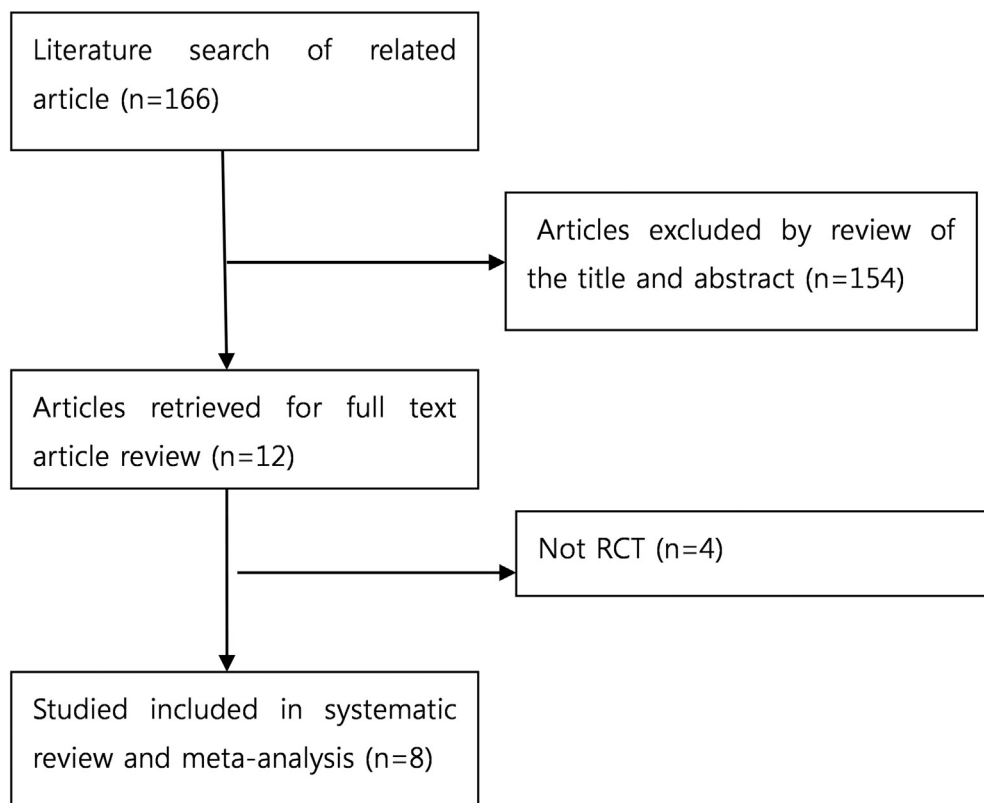 Literature search of related
article (n=166)
Articles excluded by review of
the title and abstract (n=154)
Articles retrieved for full text
article review (n=12)
Not RCT (n=4)
Studied included in systematic
review and meta-analysis (n=8)